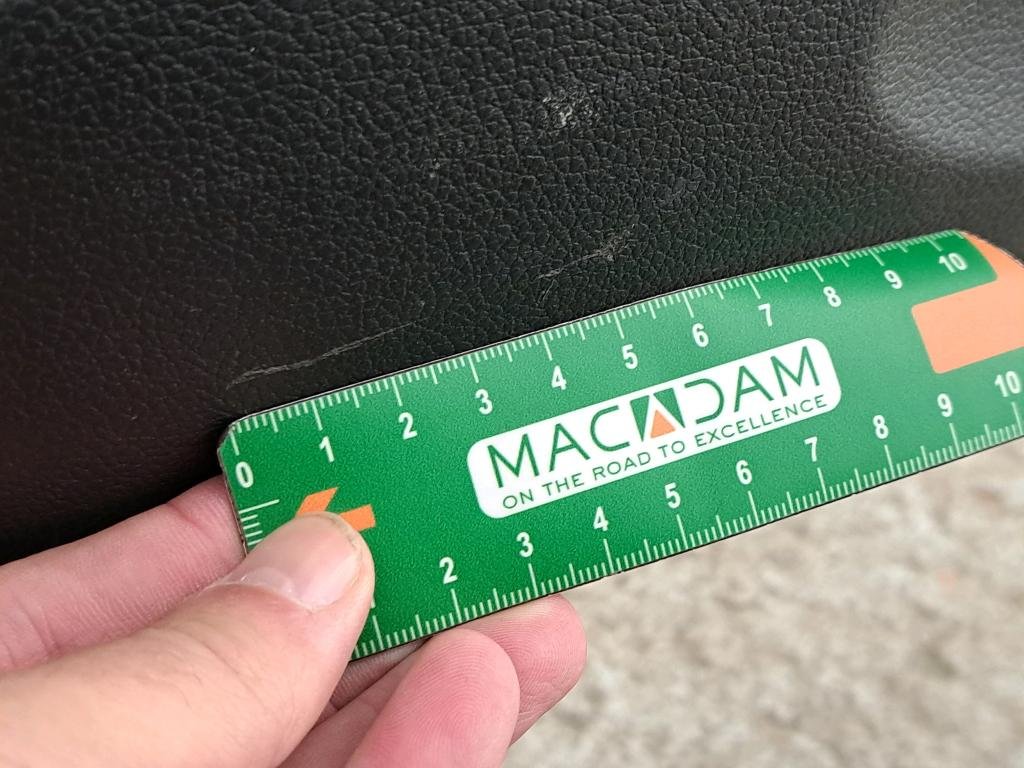 0 1 2 3 4 5 6 7 8 9 10
MACADAM
ON THE ROAD TO EXCELLENCE
2 3 4 5 6 7 8 9 10